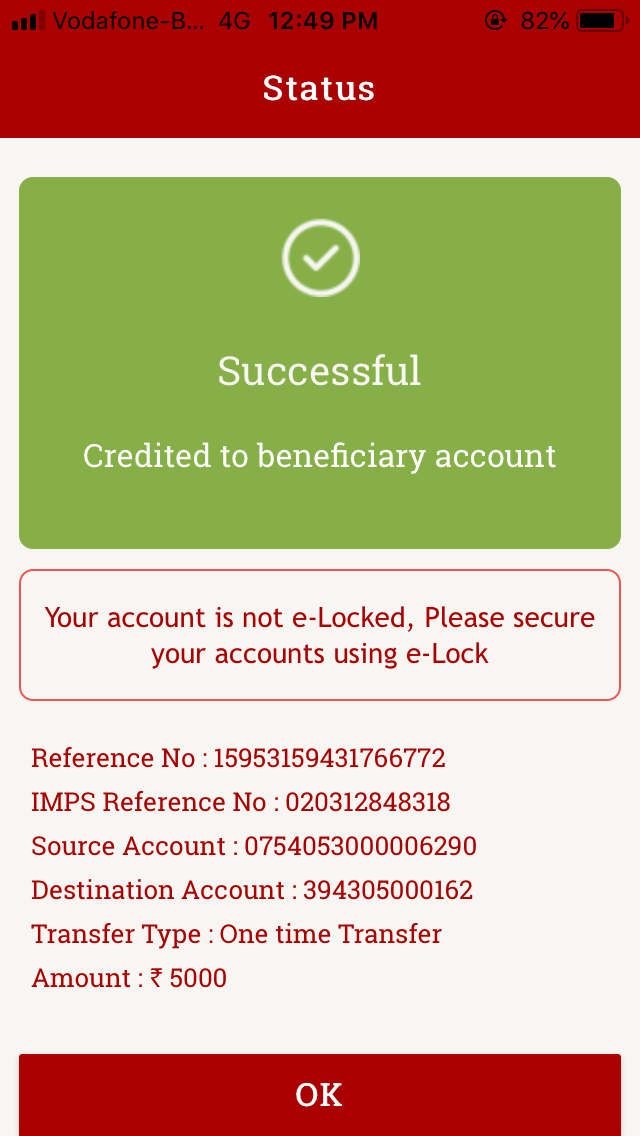 Vodafone-B... 4G 12:49 PM 82%
Status
Successful
Credited to beneficiary account
Your account is not e-Locked, Please secure
your accounts using e-Lock
Reference No : 15953159431766772
IMPS Reference No : 020312848318
Source Account : 0754053000006290
Destination Account : 394305000162
Transfer Type : One time Transfer
Amount : ₹ 5000
OK